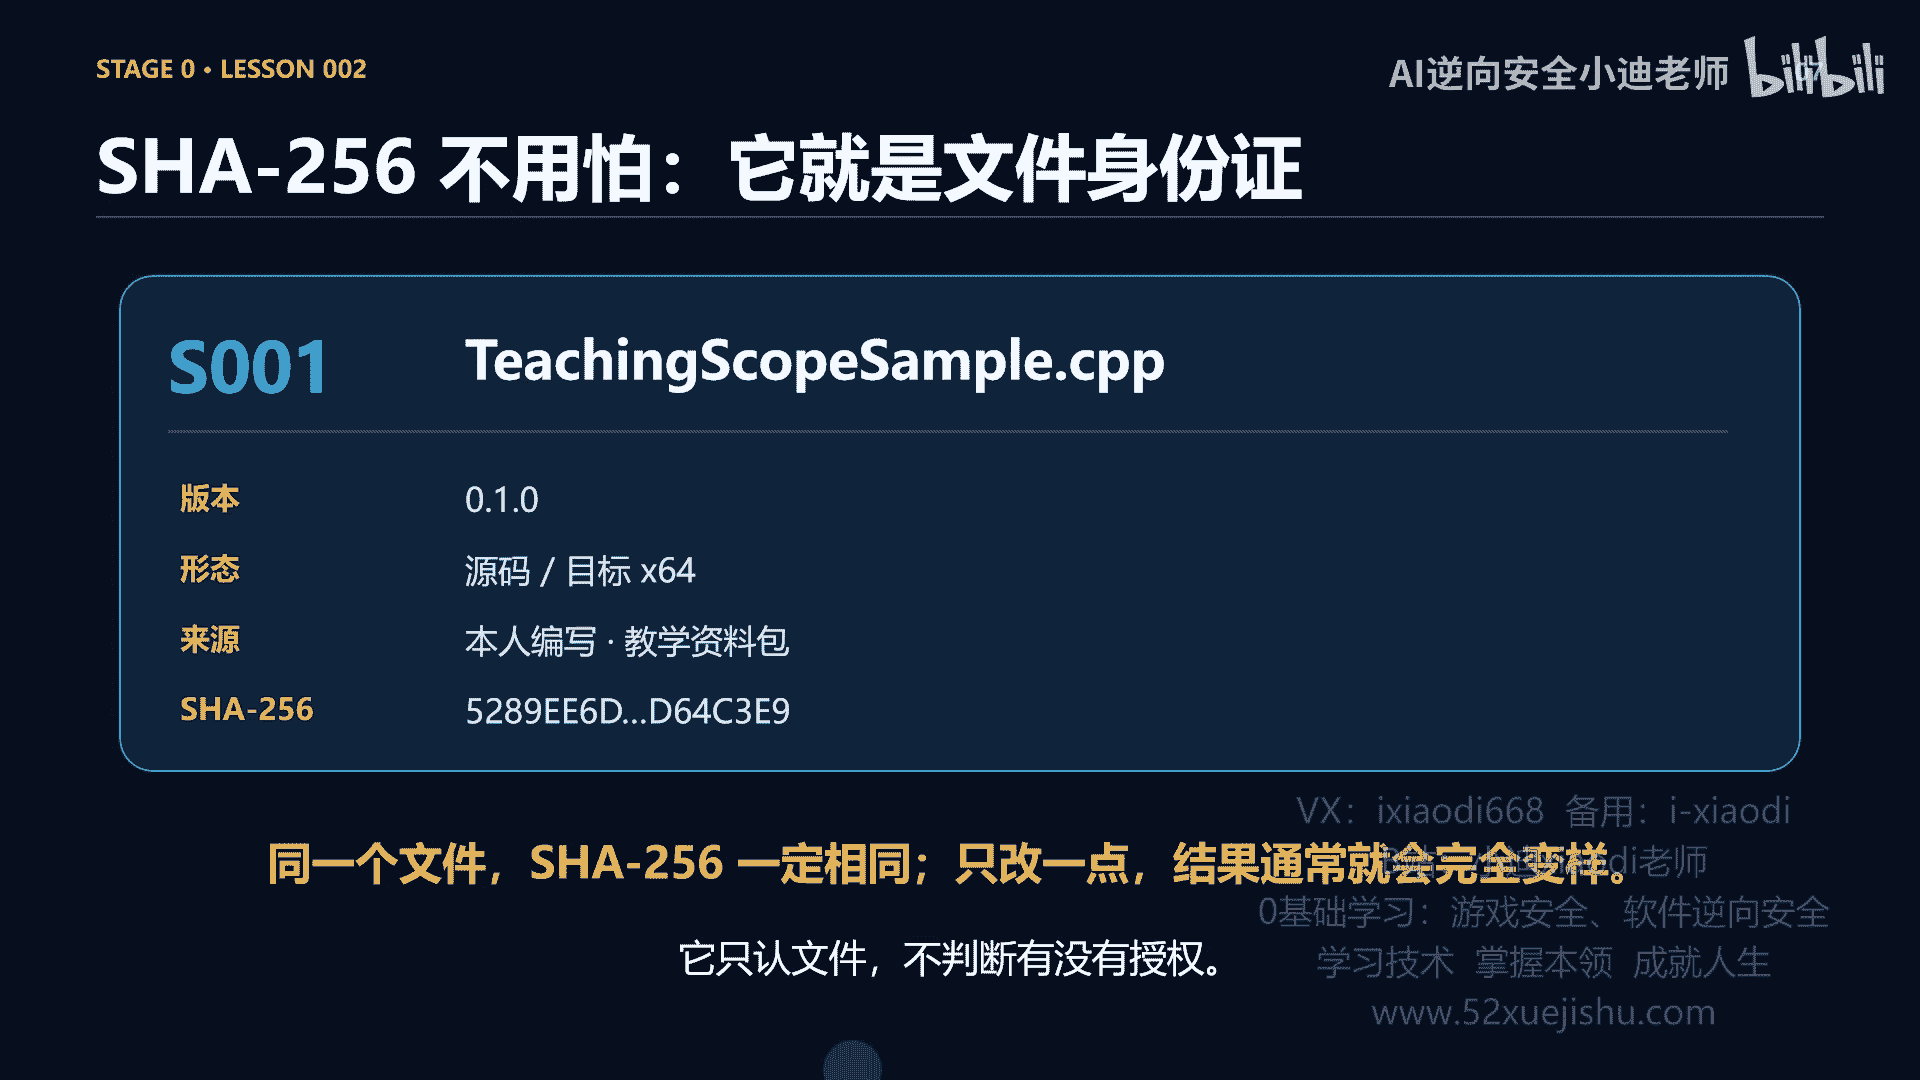 STAGE 0 • LESSON 002
AI逆向安全小迪老师 bilibili
SHA-256 不用怕：它就是文件身份证
S001 TeachingScopeSample.cpp
版本 0.1.0
形态 源码 / 目标 x64
来源 本人编写 · 教学资料包
SHA-256 5289EE6D...D64C3E9
VX：ixiaodi668 备用：i-xiaodi
同一个文件，SHA-256 一定相同；只改一点，结果通常就会完全变样。
老师
0基础学习：游戏安全、软件逆向安全
它只认文件，不判断有没有授权。
学习技术 掌握本领 成就人生
www.52xuejishu.com